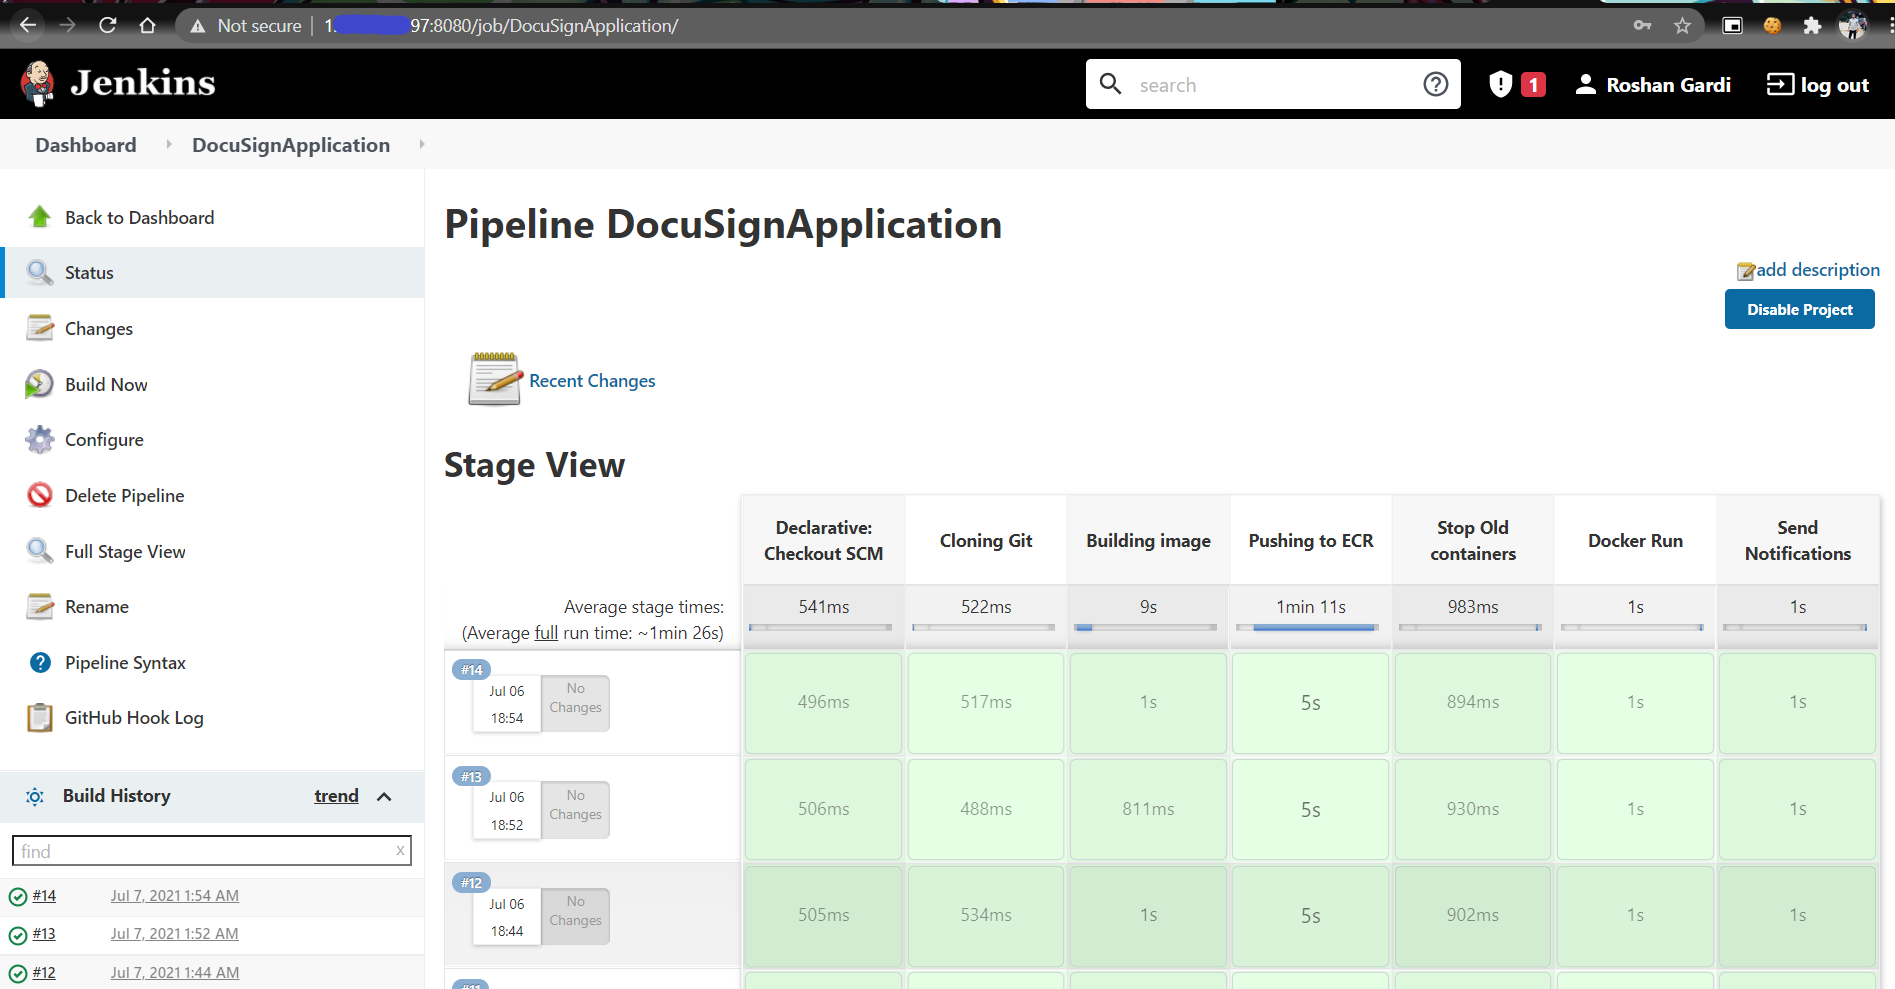 Not secure | 1. 97:8080/job/DocuSignApplication/
Jenkins
search
1
Roshan Gardi
log out
Dashboard
DocuSignApplication
Back to Dashboard
Status
Changes
Build Now
Configure
Delete Pipeline
Full Stage View
Rename
Pipeline Syntax
GitHub Hook Log
Build History
trend
find
x
#14 Jul 7, 2021 1:54 AM
#13 Jul 7, 2021 1:52 AM
#12 Jul 7, 2021 1:44 AM
Pipeline DocuSignApplication
add description
Disable Project
Recent Changes
Stage View
Declarative:
Checkout SCM
Cloning Git
Building image
Pushing to ECR
Stop Old
containers
Docker Run
Send
Notifications
Average stage times:
(Average full run time: ~1min 26s)
541ms 522ms 9s 1min 11s 983ms 1s 1s
#14
Jul 06
18:54
No
Changes
496ms 517ms 1s 5s 894ms 1s 1s
#13
Jul 06
18:52
No
Changes
506ms 488ms 811ms 5s 930ms 1s 1s
#12
Jul 06
18:44
No
Changes
505ms 534ms 1s 5s 902ms 1s 1s
#11